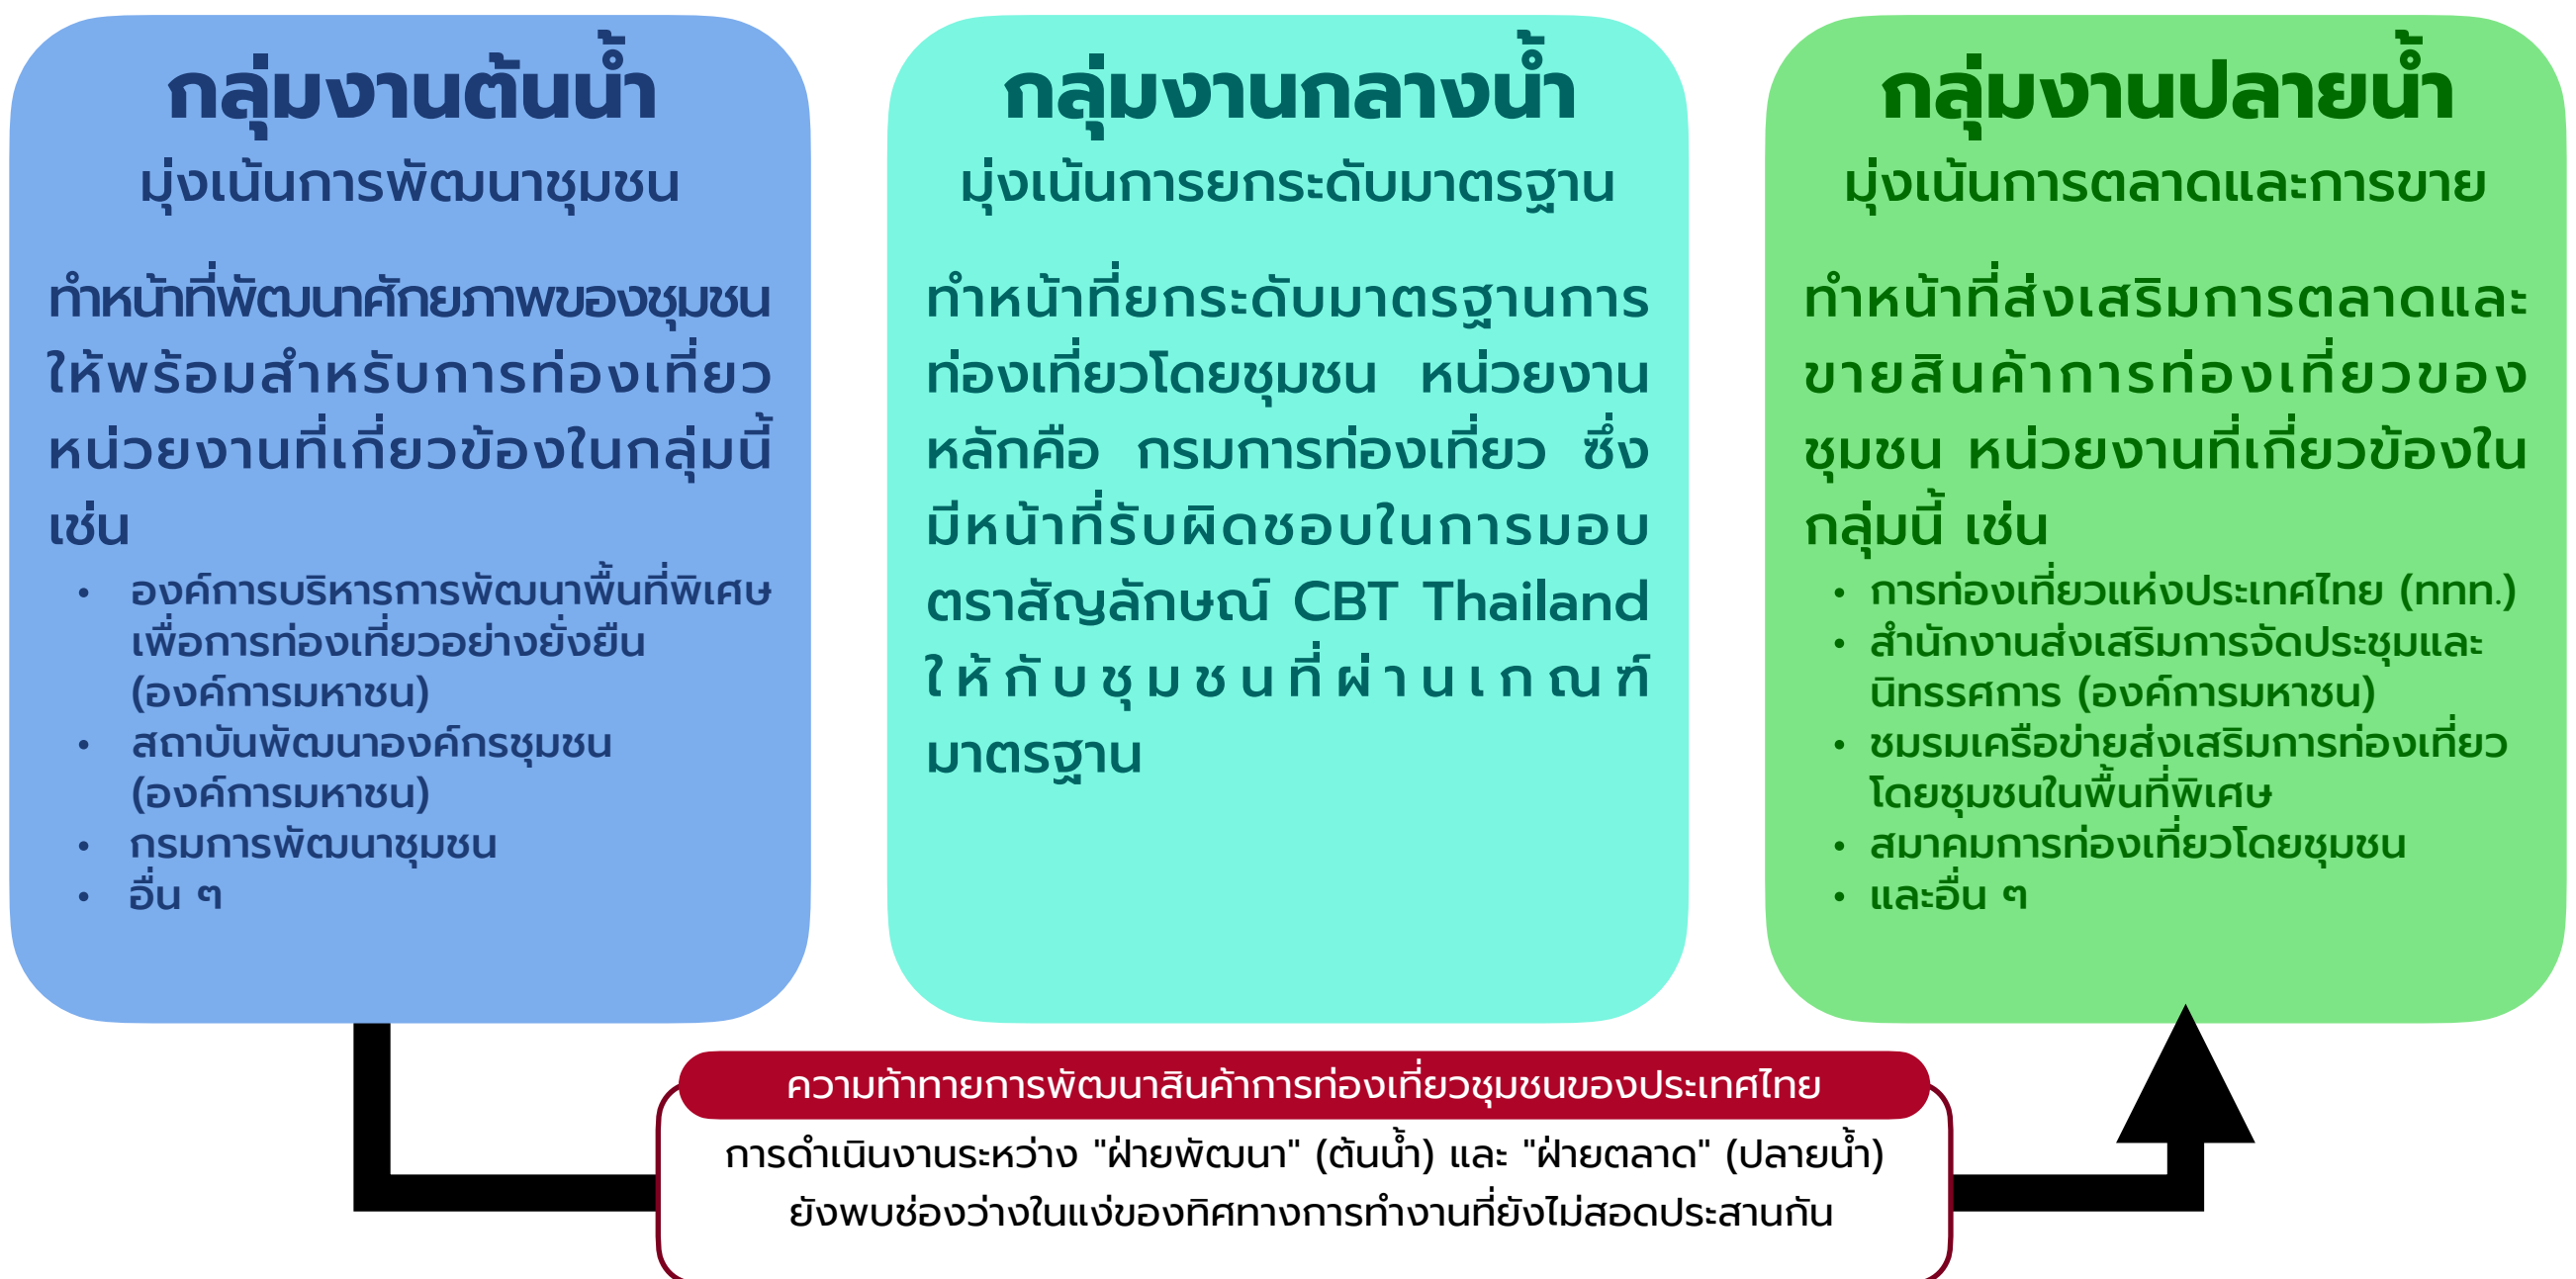 กลุ่มงานต้นน้ำ
มุ่งเน้นการพัฒนาชุมชน
ทำหน้าที่พัฒนาศักยภาพของชุมชน
ให้พร้อมสำหรับการท่องเที่ยว
หน่วยงานที่เกี่ยวข้องในกลุ่มนี้
เช่น
• องค์การบริหารการพัฒนาพื้นที่พิเศษ
เพื่อการท่องเที่ยวอย่างยั่งยืน
(องค์การมหาชน)
• สถาบันพัฒนาองค์กรชุมชน
(องค์การมหาชน)
• กรมการพัฒนาชุมชน
• อื่น ๆ
กลุ่มงานกลางน้ำ
มุ่งเน้นการยกระดับมาตรฐาน
ทำหน้าที่ยกระดับมาตรฐานการ
ท่องเที่ยวโดยชุมชน หน่วยงาน
หลักคือ กรมการท่องเที่ยว ซึ่ง
มีหน้าที่รับผิดชอบในการมอบ
ตราสัญลักษณ์ CBT Thailand
ให้กับชุมชนที่ผ่านเกณฑ์
มาตรฐาน
กลุ่มงานปลายน้ำ
มุ่งเน้นการตลาดและการขาย
ทำหน้าที่ส่งเสริมการตลาดและ
ขายสินค้าการท่องเที่ยวของ
ชุมชน หน่วยงานที่เกี่ยวข้องใน
กลุ่มนี้ เช่น
• การท่องเที่ยวแห่งประเทศไทย (ททท.)
• สำนักงานส่งเสริมการจัดประชุมและ
นิทรรศการ (องค์การมหาชน)
• ชมรมเครือข่ายส่งเสริมการท่องเที่ยว
โดยชุมชนในพื้นที่พิเศษ
• สมาคมการท่องเที่ยวโดยชุมชน
• และอื่น ๆ
ความท้าทายการพัฒนาสินค้าการท่องเที่ยวชุมชนของประเทศไทย
การดำเนินงานระหว่าง "ฝ่ายพัฒนา" (ต้นน้ำ) และ "ฝ่ายตลาด" (ปลายน้ำ)
ยังพบช่องว่างในแง่ของทิศทางการทำงานที่ยังไม่สอดประสานกัน